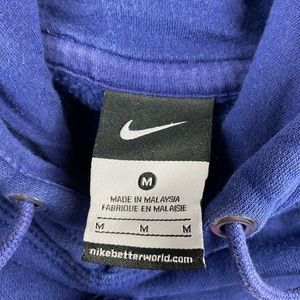 M
MADE IN MALAYSIA
FABRIQUE EN MALAISIE
M M M
nikebetterworld.com